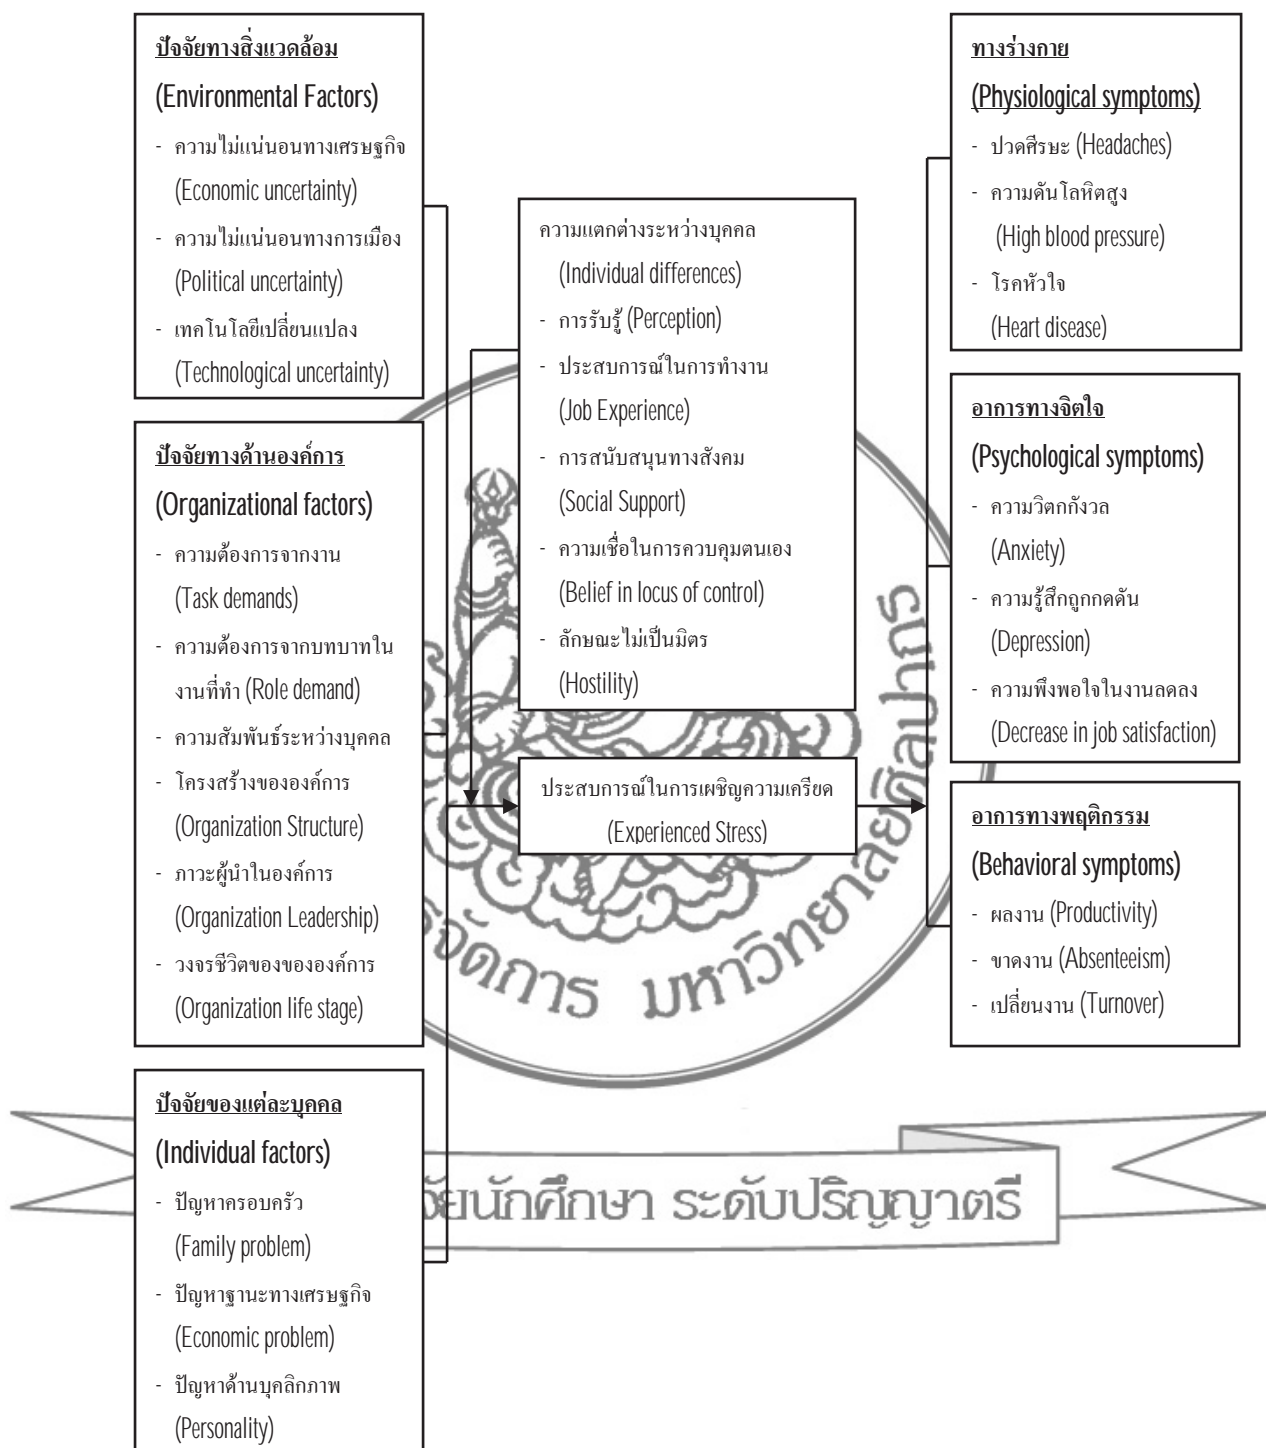 ปัจจัยทางสิ่งแวดล้อม
(Environmental Factors)
- ความไม่แน่นอนทางเศรษฐกิจ
(Economic uncertainty)
- ความไม่แน่นอนทางการเมือง
(Political uncertainty)
- เทคโนโลยีเปลี่ยนแปลง
(Technological uncertainty)
ปัจจัยทางด้านองค์การ
(Organizational factors)
- ความต้องการจากงาน
(Task demands)
- ความต้องการจากบทบาทใน
งานที่ทำ (Role demand)
- ความสัมพันธ์ระหว่างบุคคล
- โครงสร้างขององค์การ
(Organization Structure)
- ภาวะผู้นำในองค์การ
(Organization Leadership)
- วงจรชีวิตของขององค์การ
(Organization life stage)
ปัจจัยของแต่ละบุคคล
(Individual factors)
- ปัญหาครอบครัว
(Family problem)
- ปัญหาฐานะทางเศรษฐกิจ
(Economic problem)
- ปัญหาด้านบุคลิกภาพ
(Personality)
ความแตกต่างระหว่างบุคคล
(Individual differences)
- การรับรู้ (Perception)
- ประสบการณ์ในการทำงาน
(Job Experience)
- การสนับสนุนทางสังคม
(Social Support)
- ความเชื่อในการควบคุมตนเอง
(Belief in locus of control)
- ลักษณะไม่เป็นมิตร
(Hostility)
ประสบการณ์ในการเผชิญความเครียด
(Experienced Stress)
ทางร่างกาย
(Physiological symptoms)
- ปวดศีรษะ (Headaches)
- ความดันโลหิตสูง
(High blood pressure)
- โรคหัวใจ
(Heart disease)
อาการทางจิตใจ
(Psychological symptoms)
- ความวิตกกังวล
(Anxiety)
- ความรู้สึกถูกกดดัน
(Depression)
- ความพึงพอใจในงานลดลง
(Decrease in job satisfaction)
อาการทางพฤติกรรม
(Behavioral symptoms)
- ผลงาน (Productivity)
- ขาดงาน (Absenteeism)
- เปลี่ยนงาน (Turnover)
มหาวิทยาลัยศิลปากร
นักศึกษา ระดับปริญญาตรี